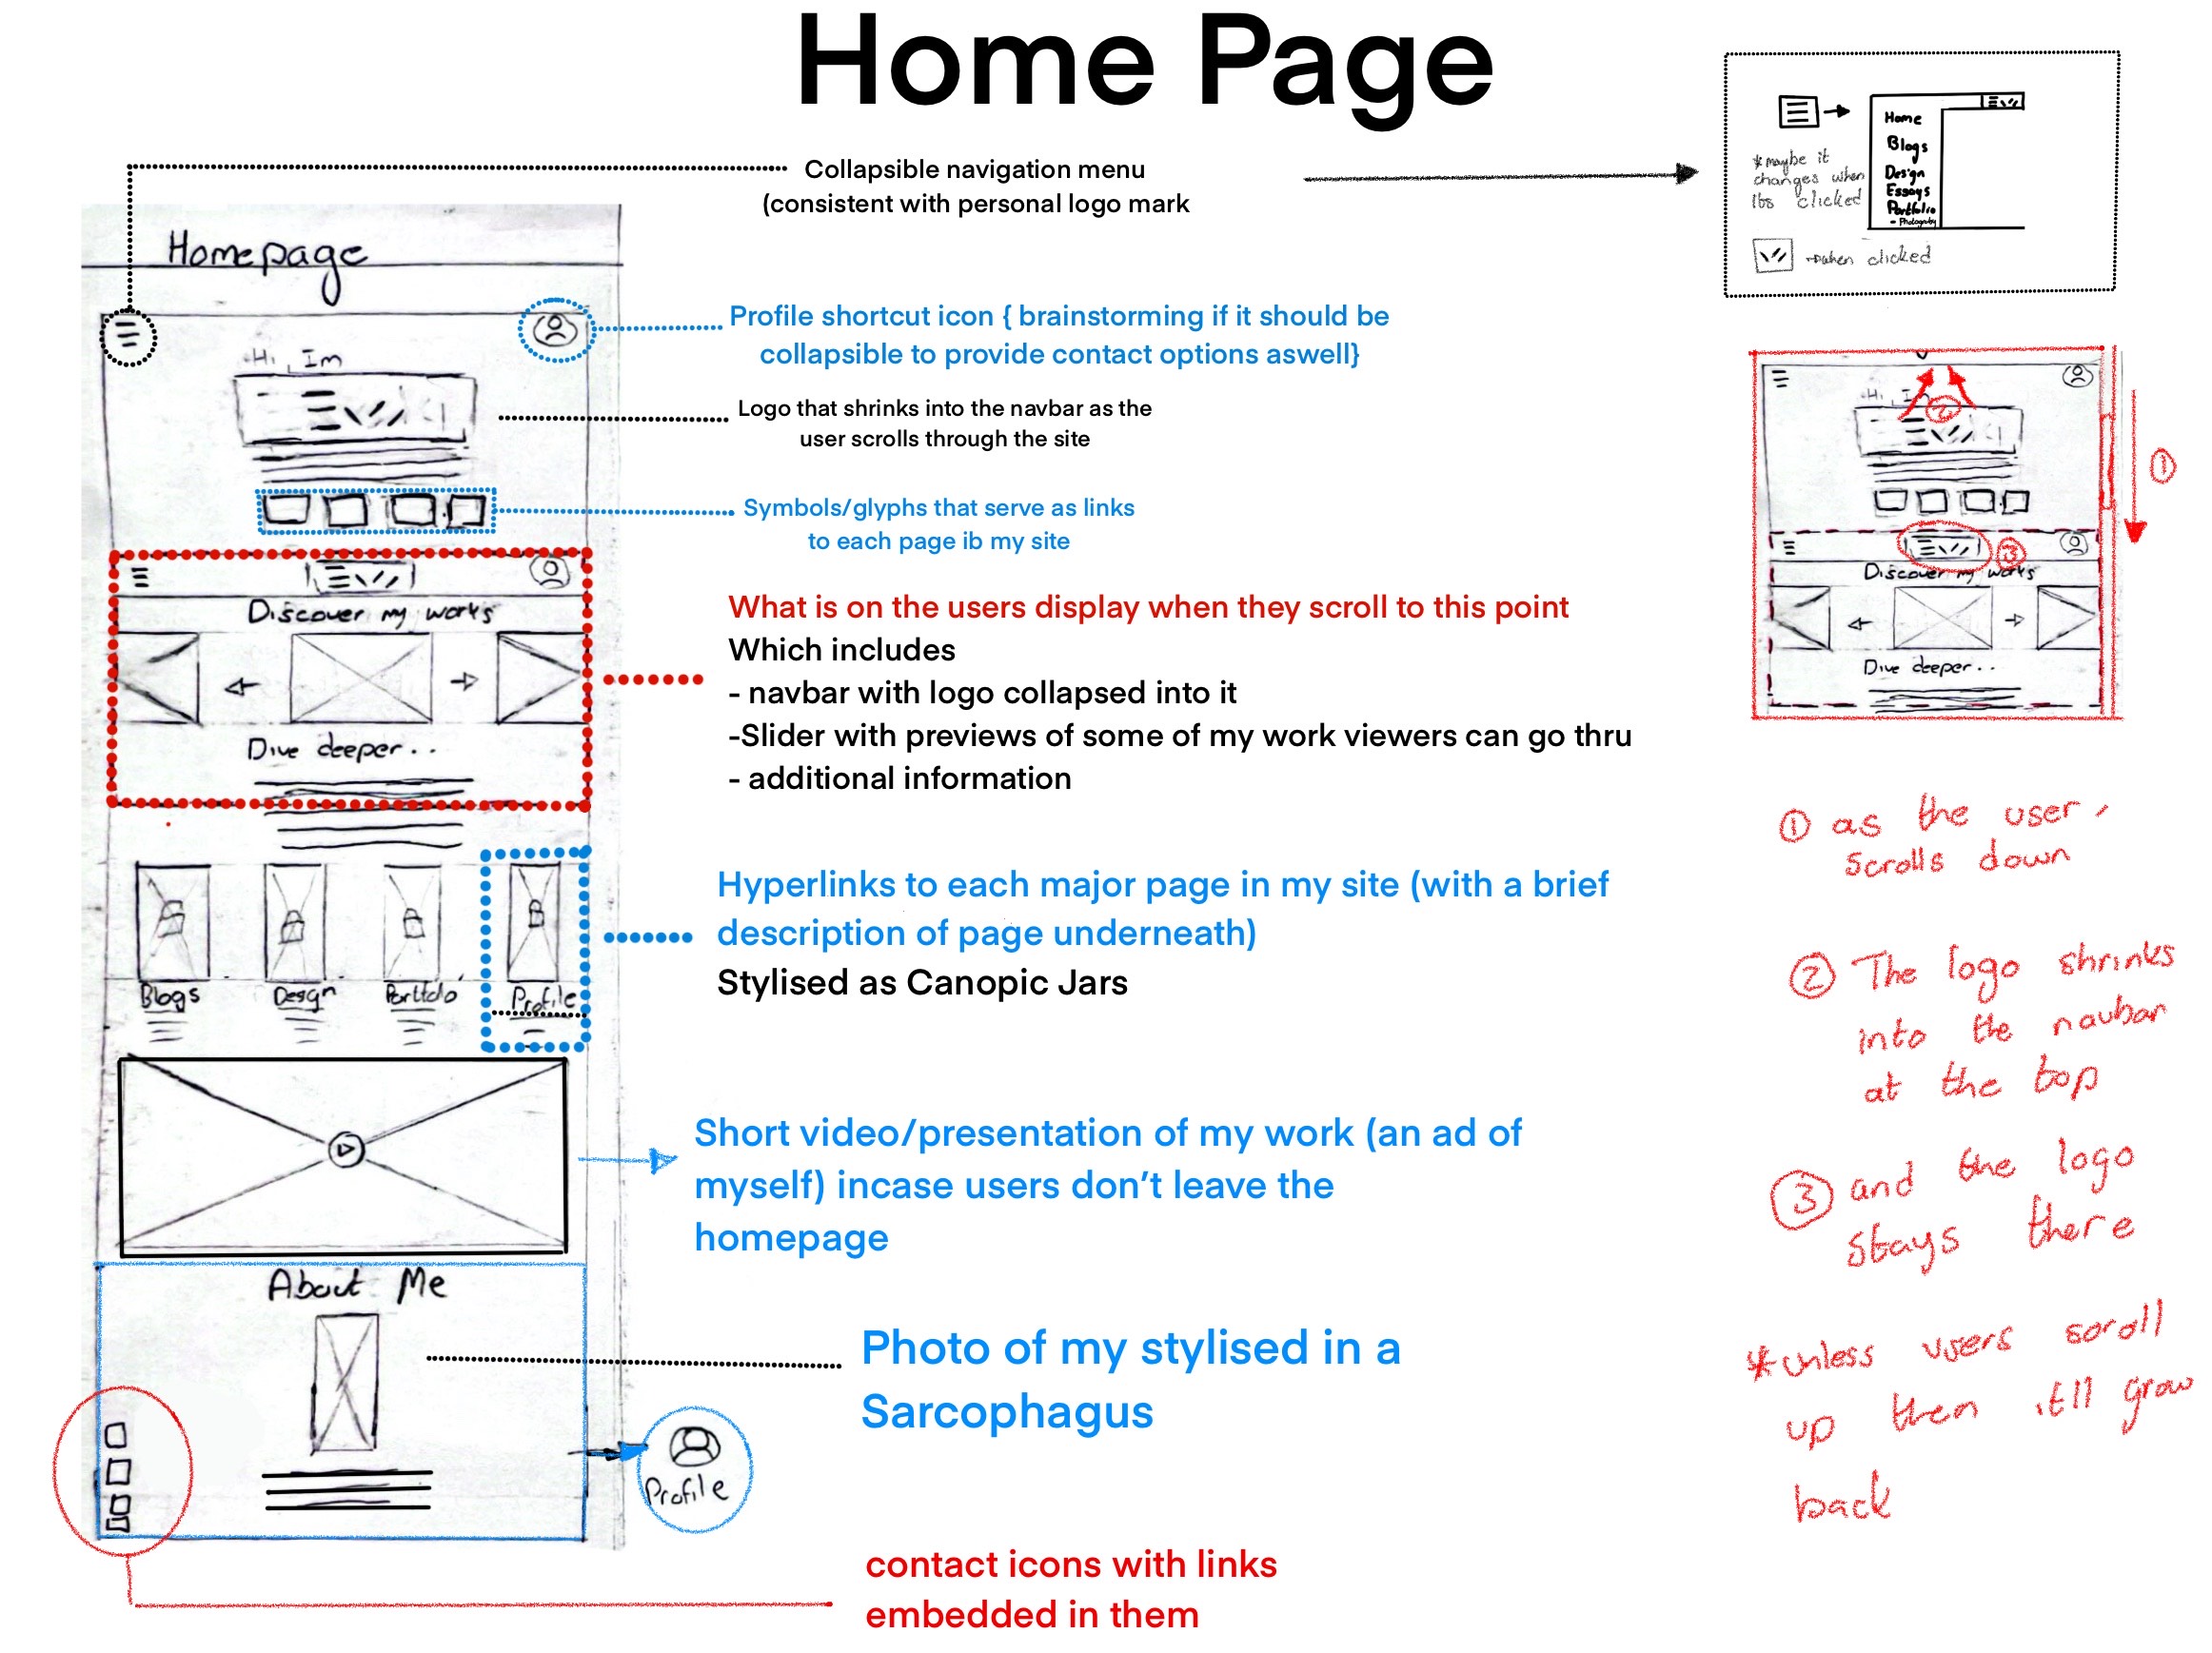 Home Page
Collapsible navigation menu
(consistent with personal logo mark
Home
Blogs
Design
Essays
Portfolio
- Photography
*maybe it
changes when
its clicked
when clicked
Homepage
Profile shortcut icon { brainstorming if it should be
collapsible to provide contact options aswell}
Hi, Im
Logo that shrinks into the navbar as the
user scrolls through the site
Symbols/glyphs that serve as links
to each page ib my site
Discover my works
Dive deeper..
What is on the users display when they scroll to this point
Which includes
- navbar with logo collapsed into it
-Slider with previews of some of my work viewers can go thru
- additional information
Hi, Im
2
1
3
Discover my works
Dive deeper..
Blogs
Desgn
Portfolo
Profile
Hyperlinks to each major page in my site (with a brief
description of page underneath)
Stylised as Canopic Jars
Short video/presentation of my work (an ad of
myself) incase users don't leave the
homepage
About Me
Photo of my stylised in a
Sarcophagus
Profile
contact icons with links
embedded in them
① as the user
scrolls down
② The logo shrinks
into the navbar
at the top
③ and the logo
stays there
*unless users scroll
up then it'll grow
back